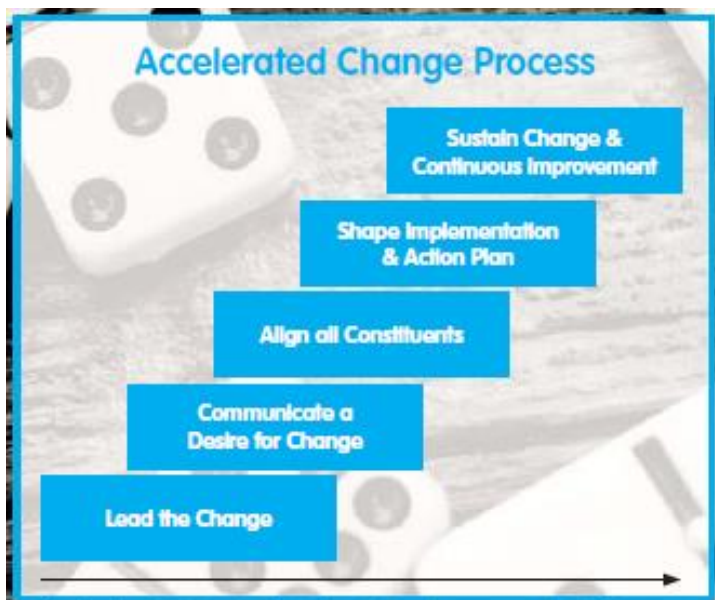 Accelerated Change Process
Sustain Change &
Continuous Improvement
Shape Implementation
& Action Plan
Align all Constituents
Communicate a
Desire for Change
Lead the Change